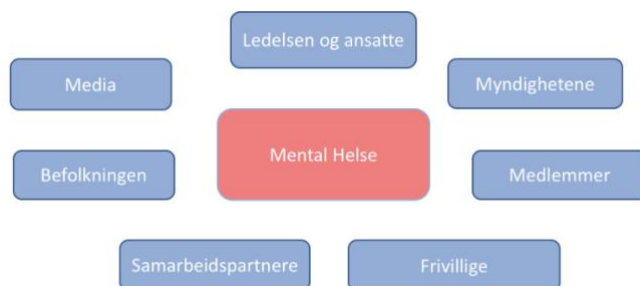 Ledelsen og ansatte
Media
Myndighetene
Mental Helse
Befolkningen
Medlemmer
Samarbeidspartnere
Frivillige